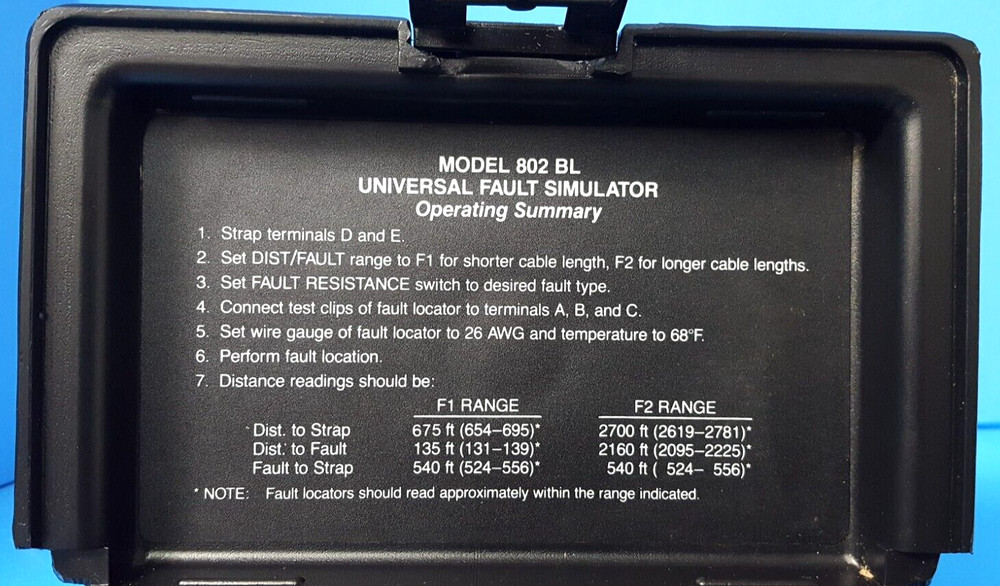 MODEL 802 BL
UNIVERSAL FAULT SIMULATOR
Operating Summary
1. Strap terminals D and E.
2. Set DIST/FAULT range to F1 for shorter cable length, F2 for longer cable lengths.
3. Set FAULT RESISTANCE switch to desired fault type.
4. Connect test clips of fault locator to terminals A, B, and C.
5. Set wire gauge of fault locator to 26 AWG and temperature to 68°F.
6. Perform fault location.
7. Distance readings should be:
F1 RANGE F2 RANGE
Dist. to Strap 675 ft (654–695)* 2700 ft (2619–2781)*
Dist. to Fault 135 ft (131–139)* 2160 ft (2095–2225)*
Fault to Strap 540 ft (524–556)* 540 ft ( 524– 556)*
* NOTE: Fault locators should read approximately within the range indicated.